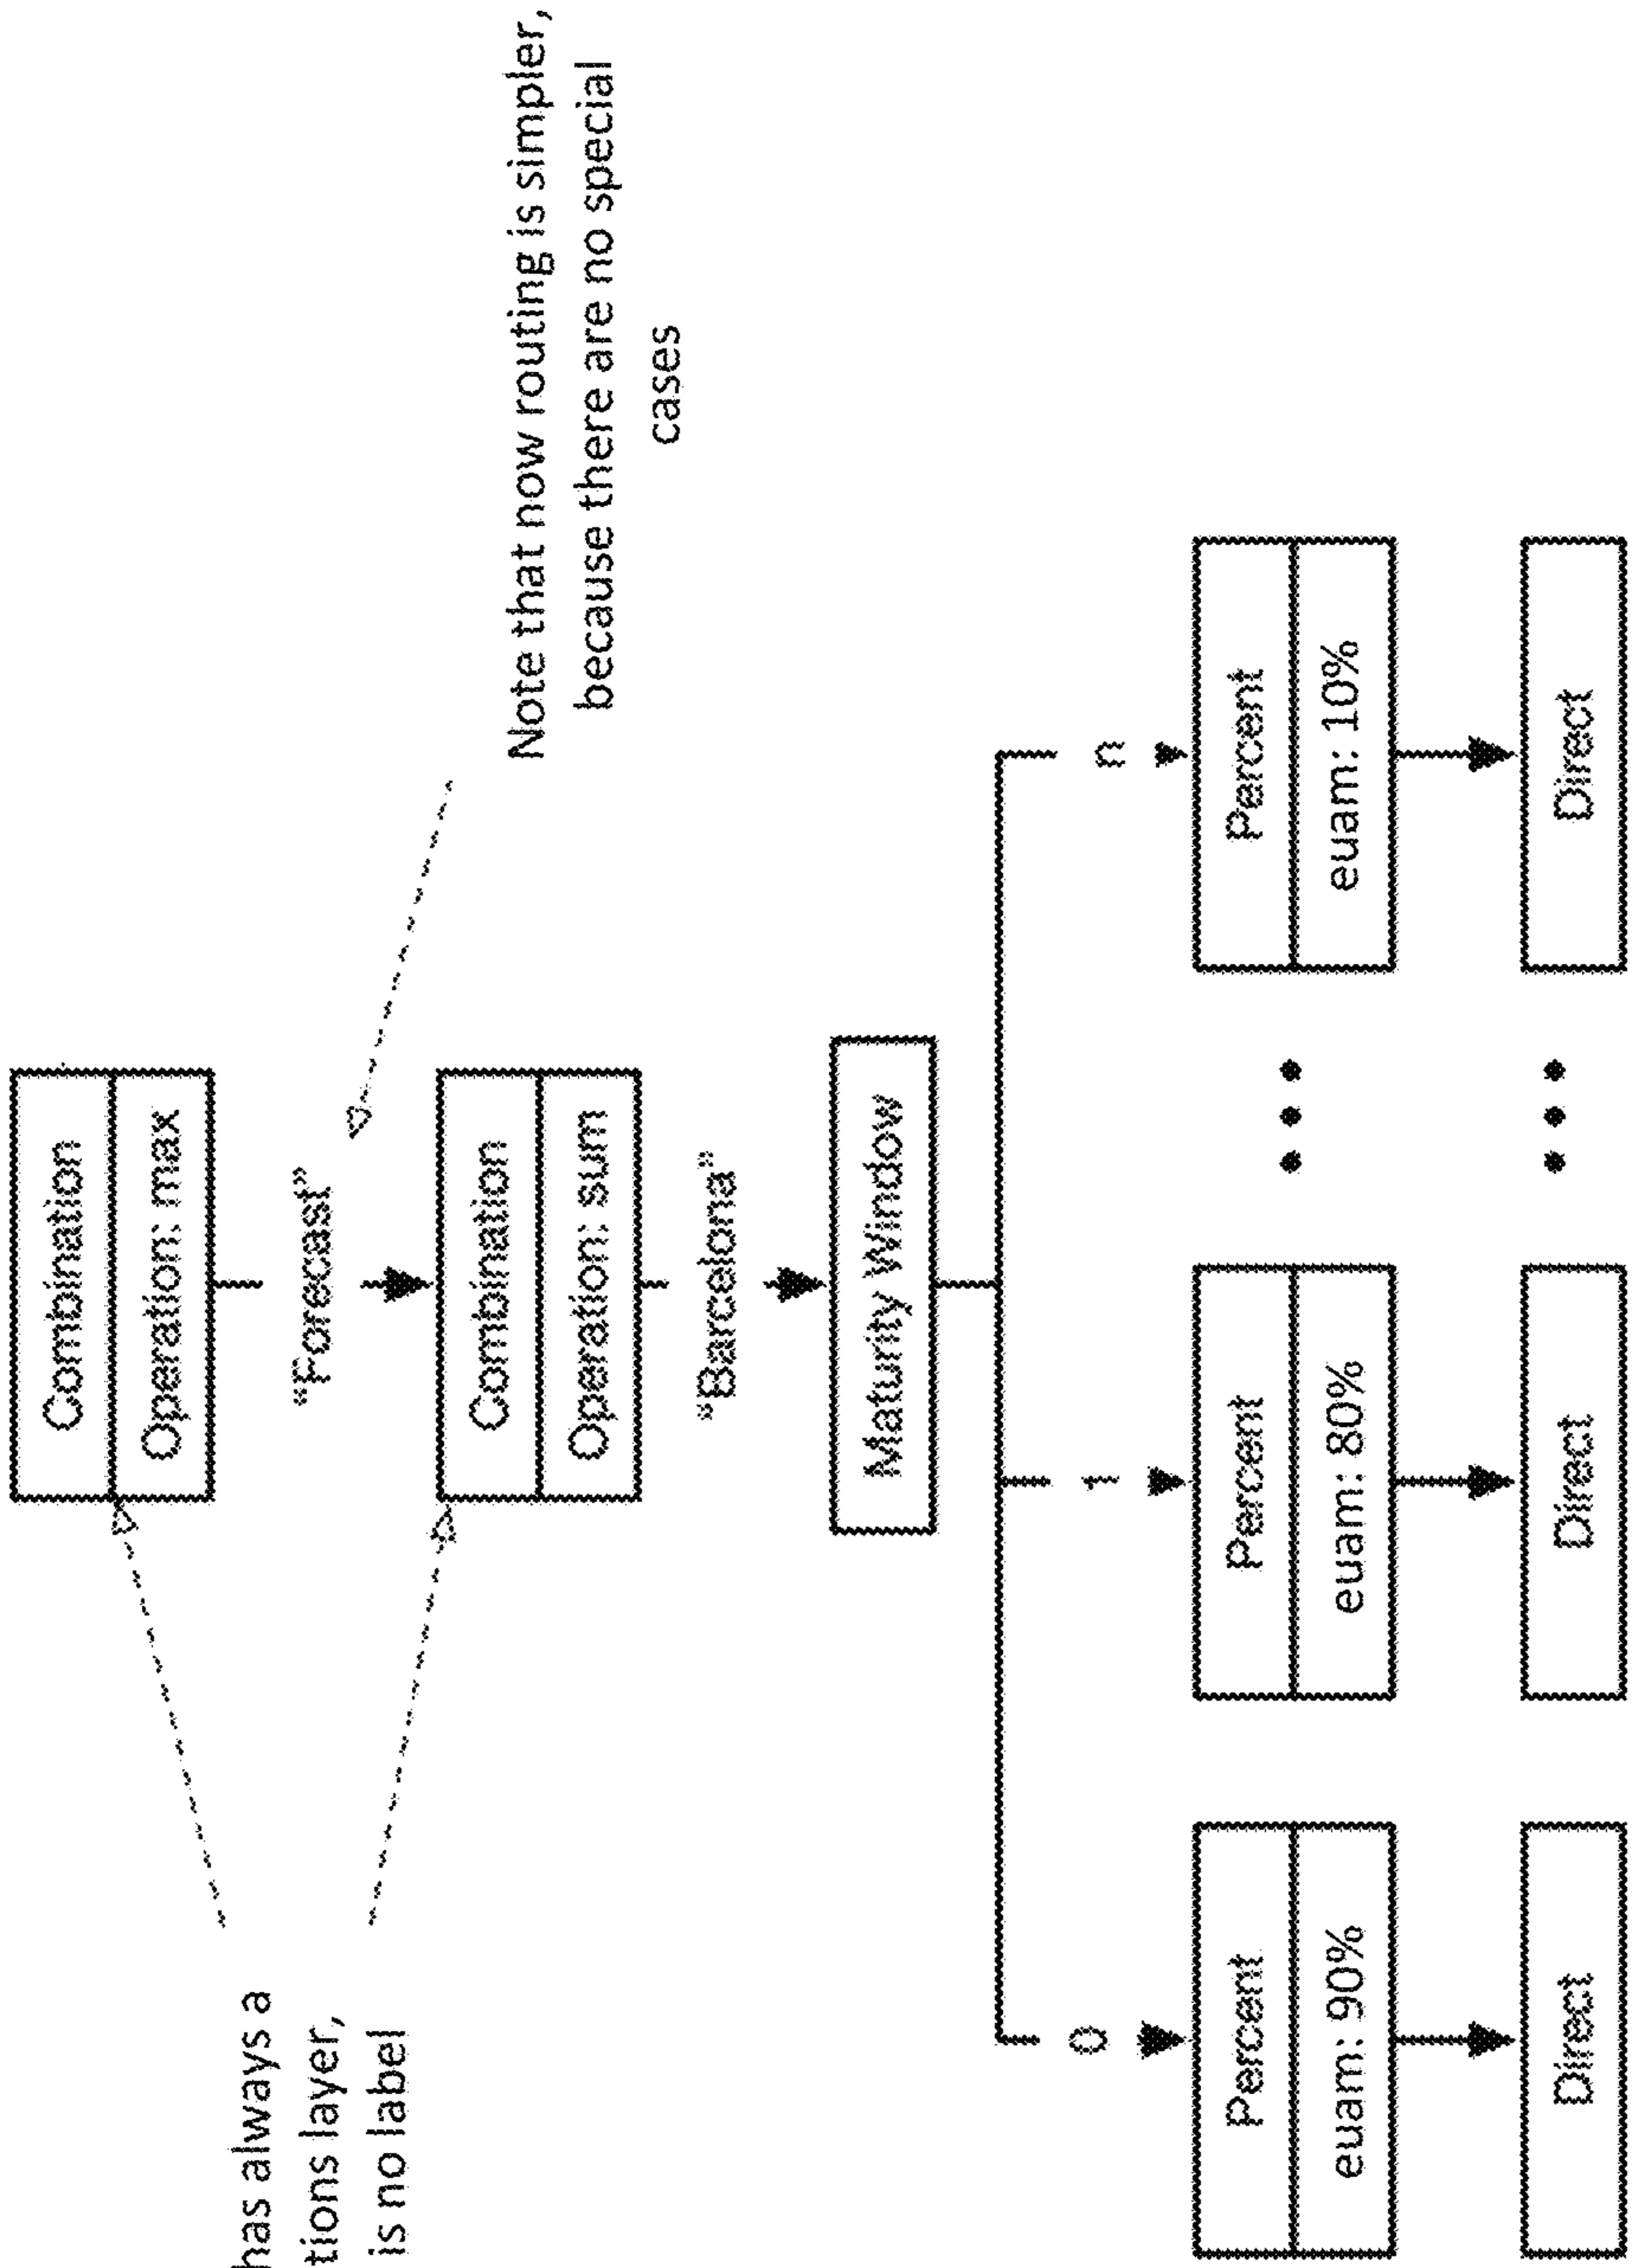 Combination
Operation: max
"Forecast"
Note that now routing is simpler,
because there are no special
cases
has always a
tions layer,
is no label
Combination
Operation: sum
"Barcelona"
Maturity Window
0
1
n
Percent
euam: 90%
Percent
euam: 80%
• • •
Percent
euam: 10%
Direct
Direct
• • •
Direct